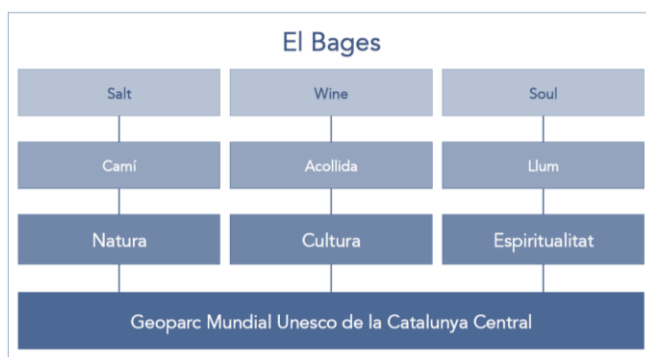 El Bages
Salt Wine Soul
Camí Acollida Llum
Natura Cultura Espiritualitat
Geoparc Mundial Unesco de la Catalunya Central